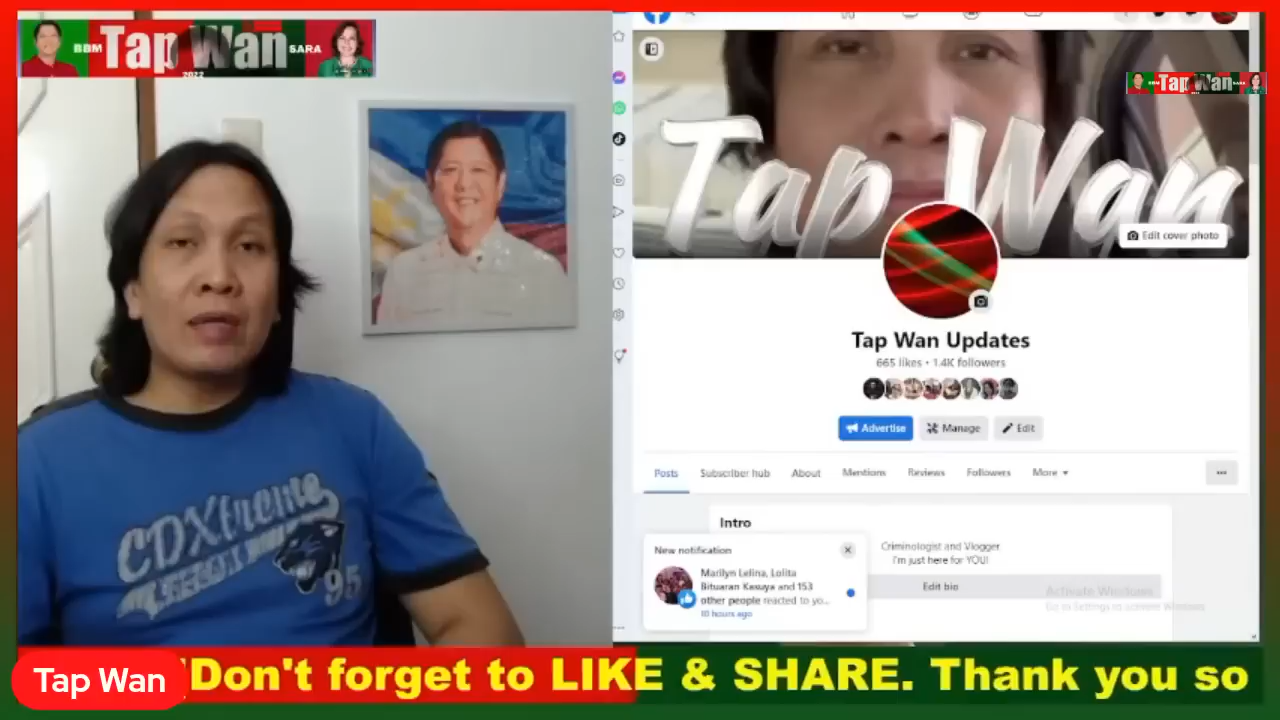 BBM Tap Wan SARA
2022
BBM Tap Wan SARA
Tap Wan
Edit cover photo
Tap Wan Updates
665 likes • 1.4K followers
Advertise
Manage
Edit
Posts
Subscriber hub
About
Mentions
Reviews
Followers
More
Intro
Criminologist and Vlogger
I'm just here for YOU!
Edit bio
New notification
Marilyn Lelina, Lolita
Bituaran Kasuya and 153
other people reacted to yo...
10 hours ago
Activate Windows
Go to Settings to activate Windows.
CDXtreme
95
Tap Wan
Don't forget to LIKE & SHARE. Thank you so